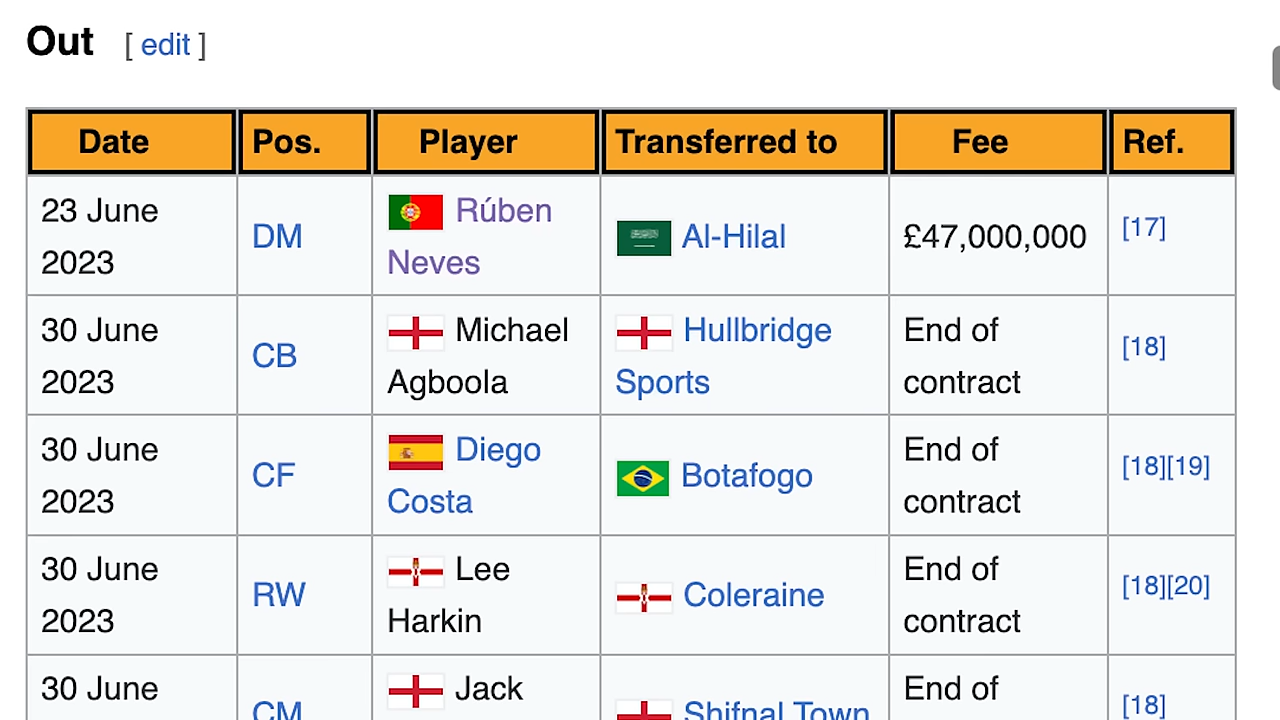 Out [ edit ]
Date Pos. Player Transferred to Fee Ref.
23 June 2023 DM Rúben Neves Al-Hilal £47,000,000 [17]
30 June 2023 CB Michael Agboola Hullbridge Sports End of contract [18]
30 June 2023 CF Diego Costa Botafogo End of contract [18][19]
30 June 2023 RW Lee Harkin Coleraine End of contract [18][20]
30 June CM Jack Shifnal Town End of [18]